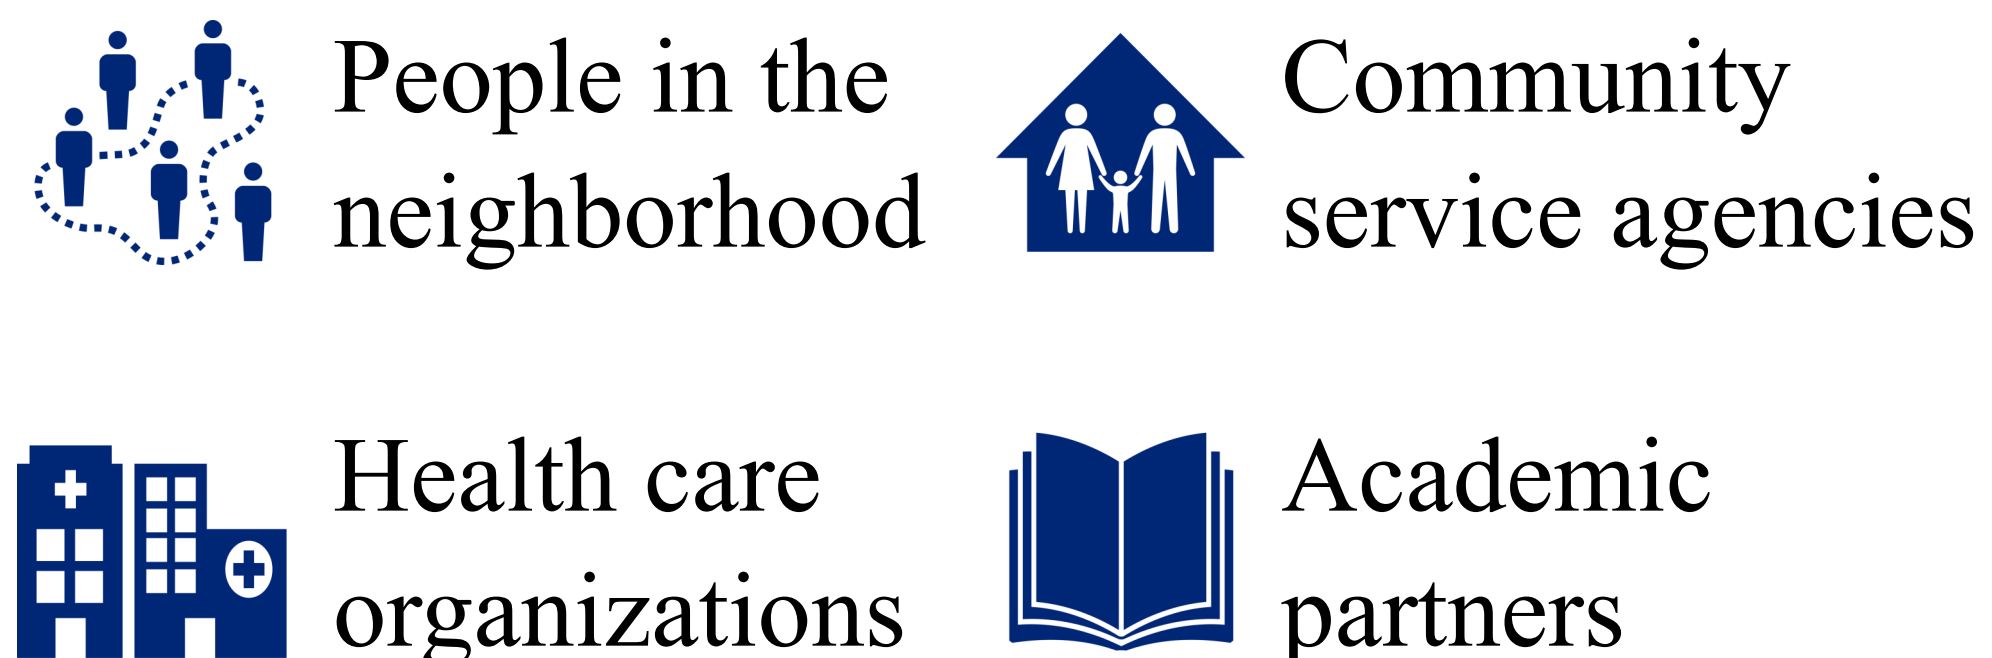 People in the
neighborhood
Community
service agencies
Health care
organizations
Academic
partners